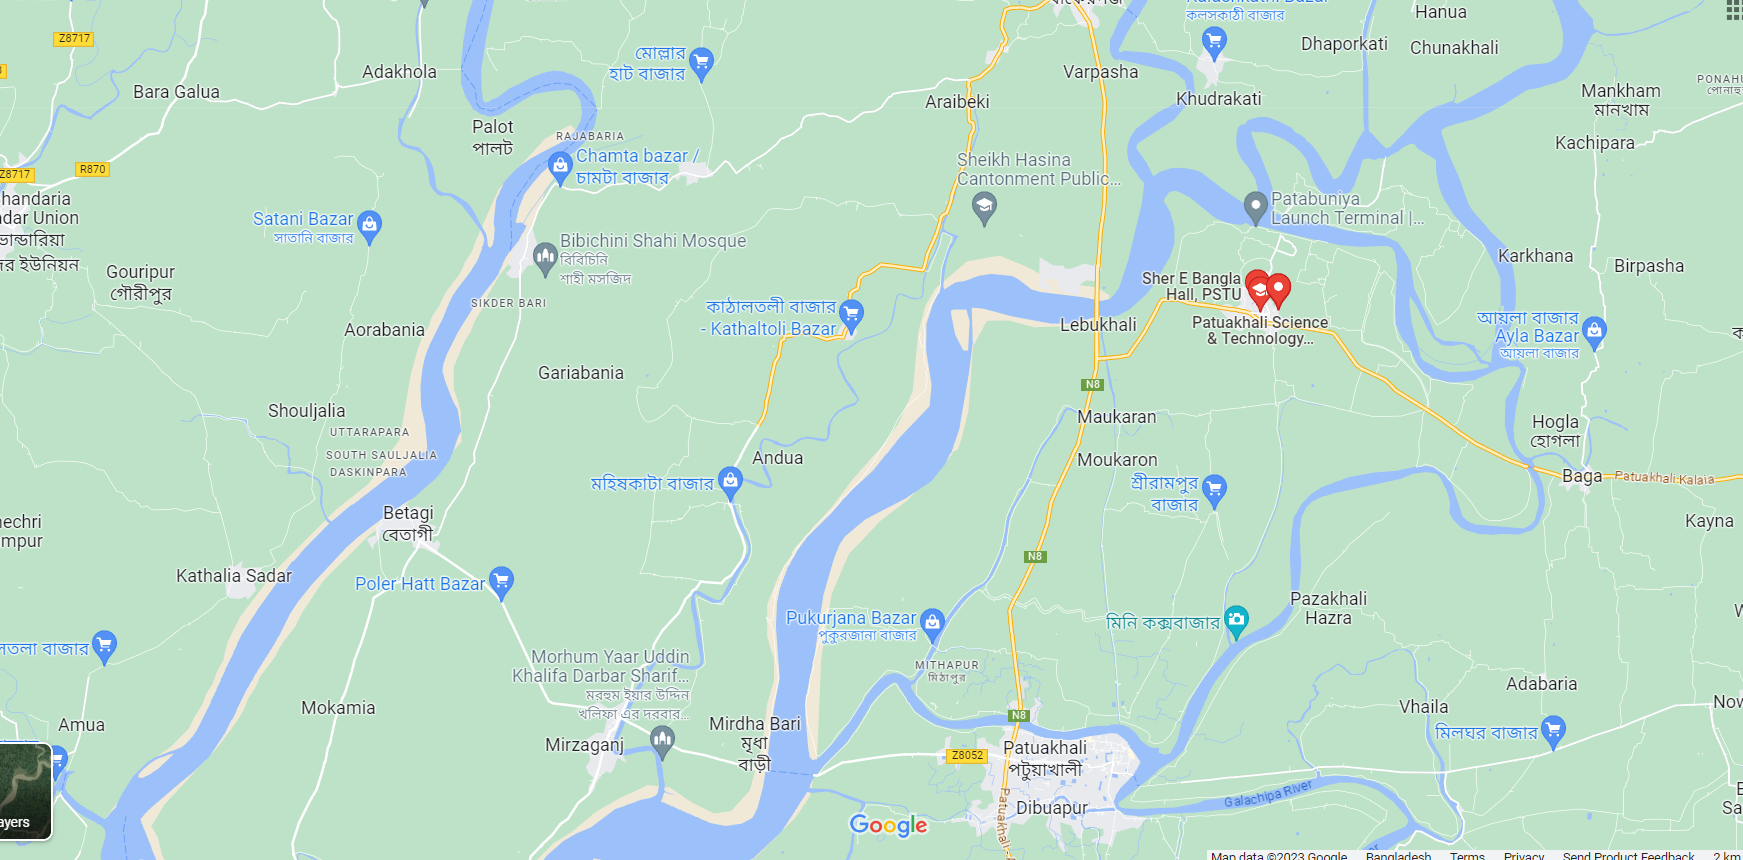 Kalashkathi Bazar
কলসকাঠী বাজার
Hanua
Z8717
মোল্লার
হাট বাজার
Dhaporkati
Chunakhali
Adakhola
Varpasha
Bara Galua
Araibeki
Khudrakati
Mankham
মানখাম
Palot
পালট
RAJABARIA
Kachipara
Chamta bazar /
চামটা বাজার
Sheikh Hasina
Cantonment Public...
R870
Z8717
handaria
adar Union
ভান্ডারিয়া
র ইউনিয়ন
Satani Bazar
সাতানি বাজার
Patabuniya
Launch Terminal |...
Bibichini Shahi Mosque
বিবিচিনি
শাহী মসজিদ
Karkhana
Birpasha
Gouripur
গৌরীপুর
SIKDER BARI
Sher E Bangla
Hall, PSTU
কাঠালতলী বাজার
- Kathaltoli Bazar
Aorabania
Lebukhali
Patuakhali Science
& Technology...
আয়লা বাজার
Ayla Bazar
আয়লা বাজার
Gariabania
N8
Shouljalia
UTTARAPARA
Maukaran
Hogla
হোগলা
SOUTH SAULJALIA
DASKINPARA
Andua
Moukaron
মহিষকাটা বাজার
শ্রীরামপুর
বাজার
Baga
Patuakhali Kalaia
Betagi
বেতাগী
hechri
mpur
Kayna
N8
Kathalia Sadar
Poler Hatt Bazar
Pazakhali
Hazra
Pukurjana Bazar
পুকুরজানা বাজার
মিনি কক্সবাজার
তলা বাজার
MITHAPUR
মিঠাপুর
Morhum Yaar Uddin
Khalifa Darbar Sharif...
মরহুম ইয়ার উদ্দিন
খলিফা এর দরবার...
Adabaria
Mokamia
Vhaila
Now
Amua
Mirdha Bari
মৃধা
বাড়ী
N8
মিলঘর বাজার
Mirzaganj
Patuakhali
পটুয়াখালী
Z8052
Galachipa River
Dibuapur
Patuakhali -
ayers
Google
Map data ©2023 Google Bangladesh Terms Privacy Send Product Feedback 2 km